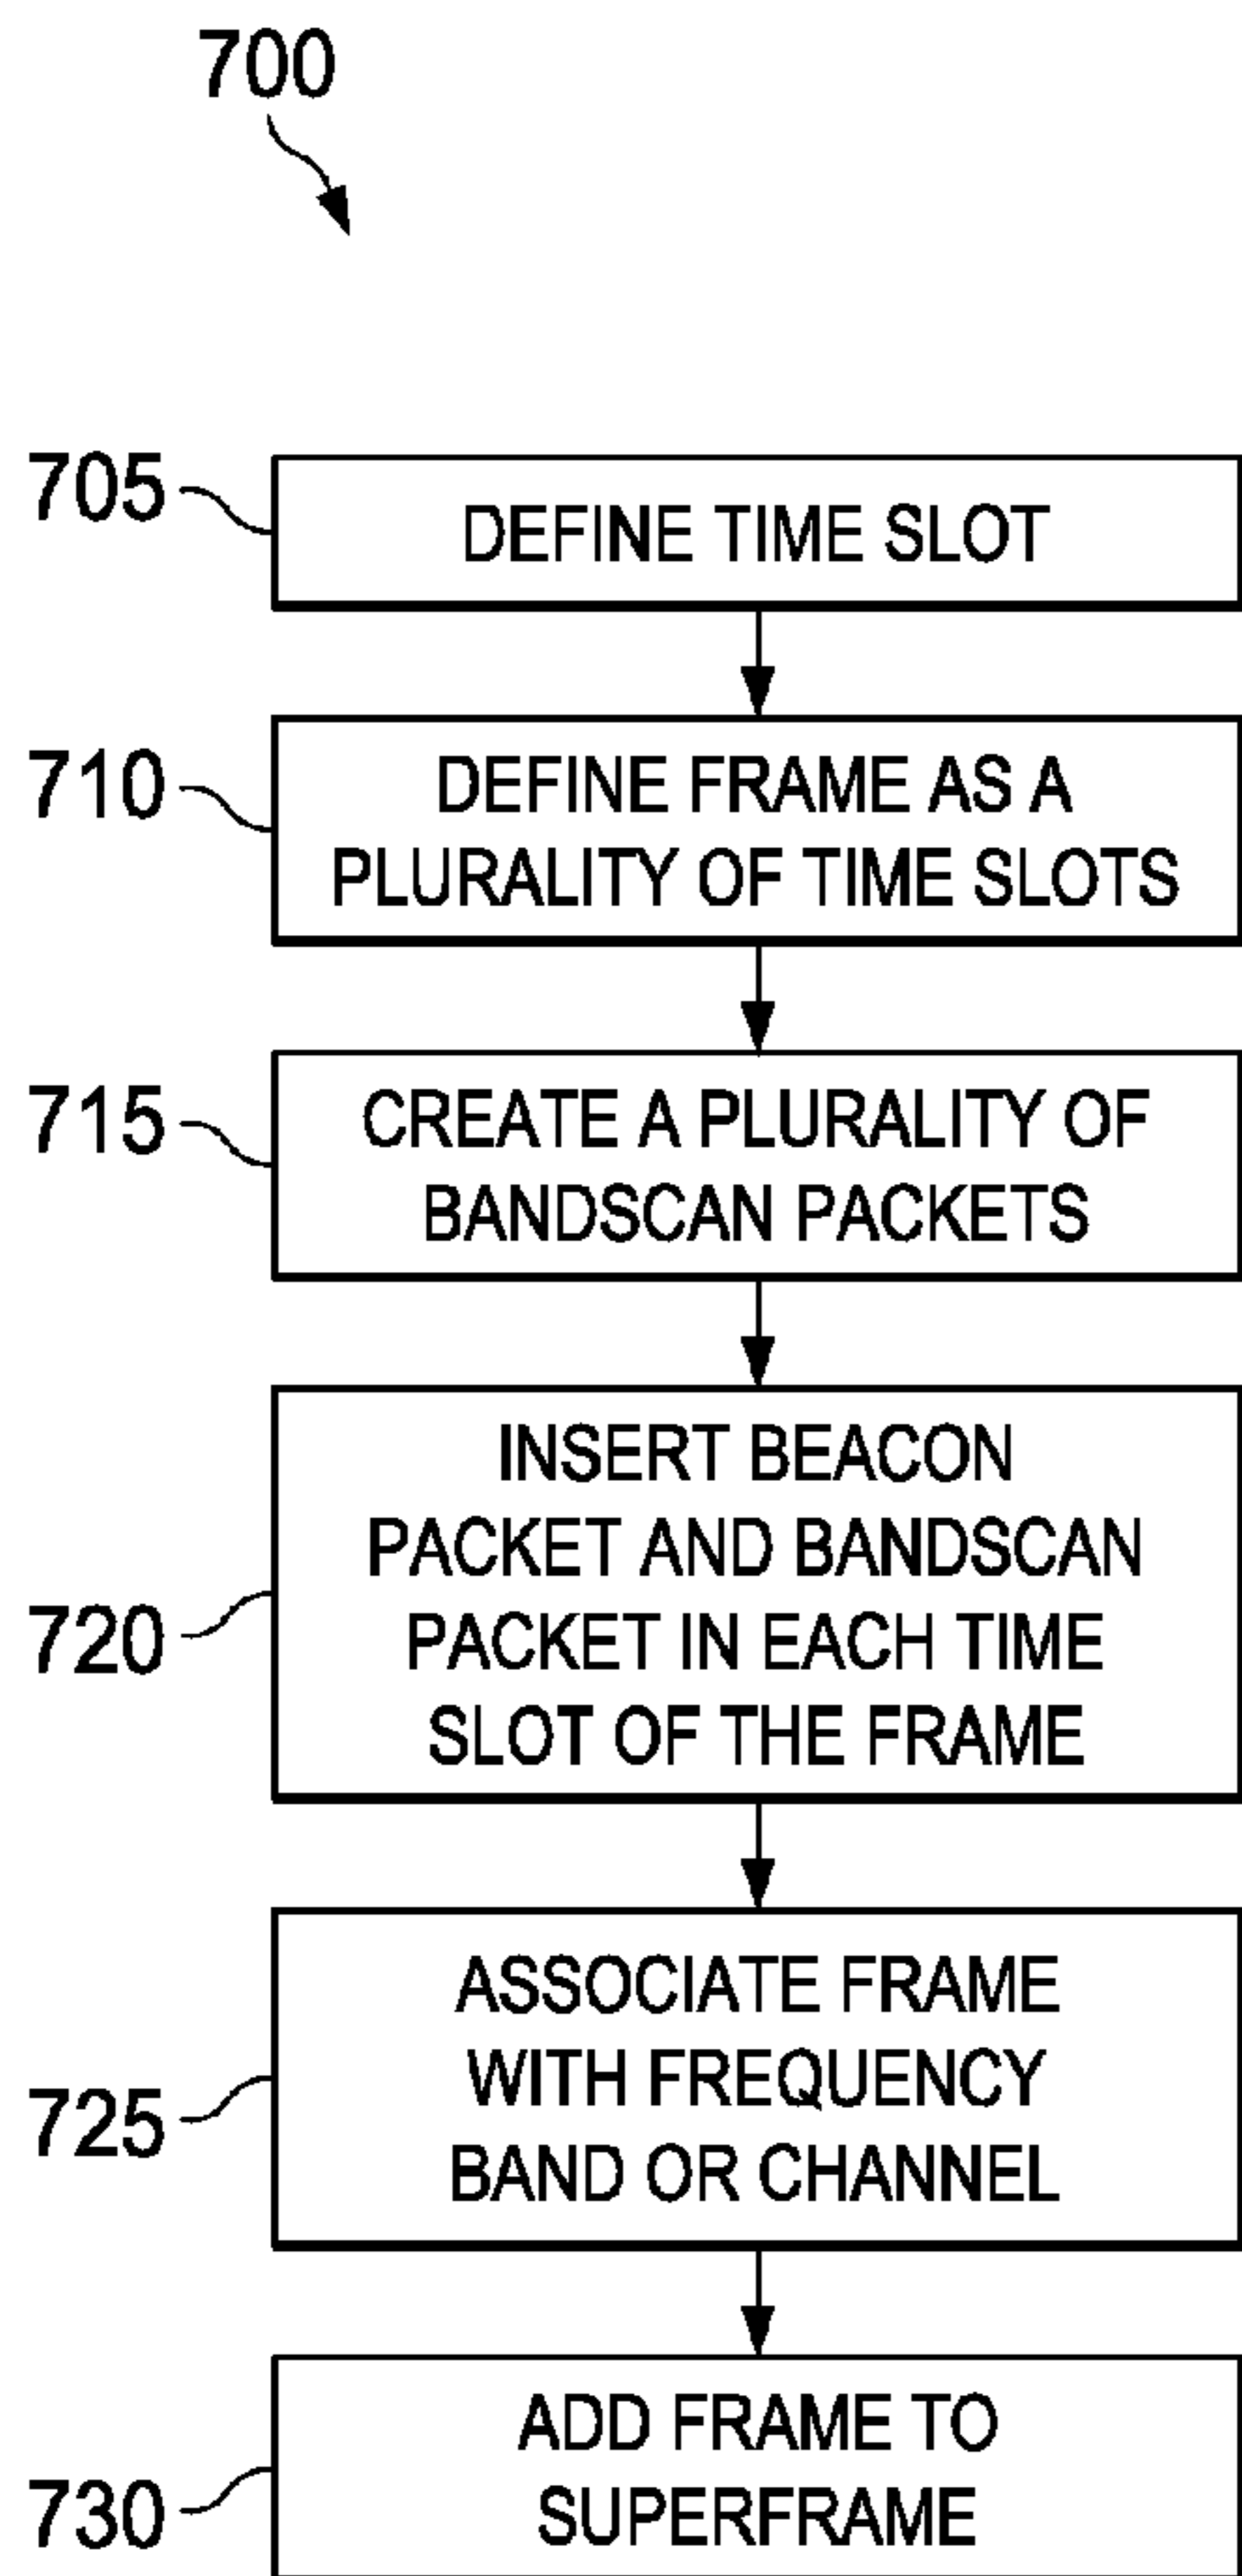 700
705
DEFINE TIME SLOT
710
DEFINE FRAME AS A
PLURALITY OF TIME SLOTS
715
CREATE A PLURALITY OF
BANDSCAN PACKETS
720
INSERT BEACON
PACKET AND BANDSCAN
PACKET IN EACH TIME
SLOT OF THE FRAME
725
ASSOCIATE FRAME
WITH FREQUENCY
BAND OR CHANNEL
730
ADD FRAME TO
SUPERFRAME